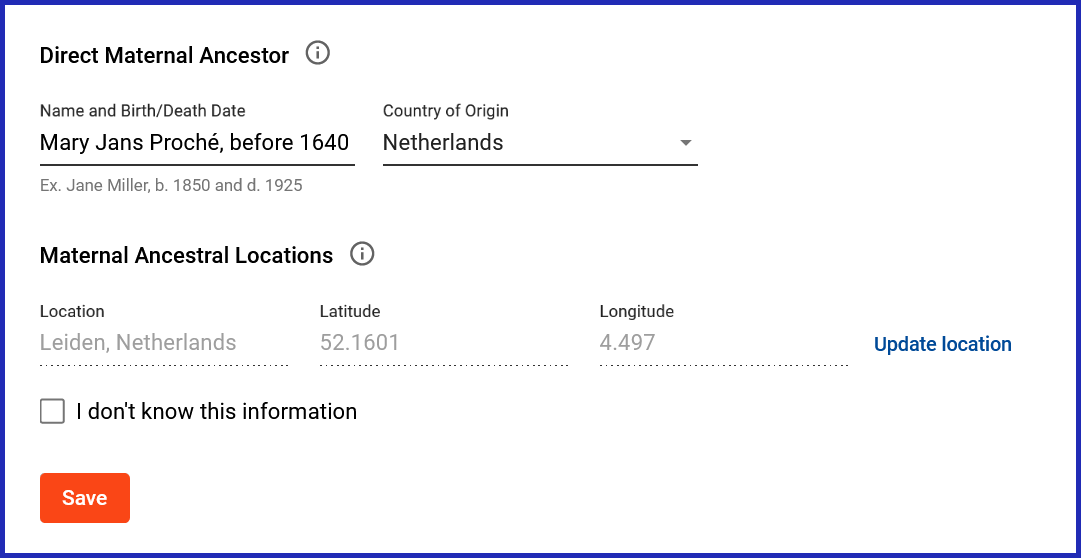 Direct Maternal Ancestor
Name and Birth/Death Date Country of Origin
Mary Jans Proché, before 1640 Netherlands
Ex. Jane Miller, b. 1850 and d. 1925
Maternal Ancestral Locations
Location Latitude Longitude
Leiden, Netherlands 52.1601 4.497 Update location
I don't know this information
Save